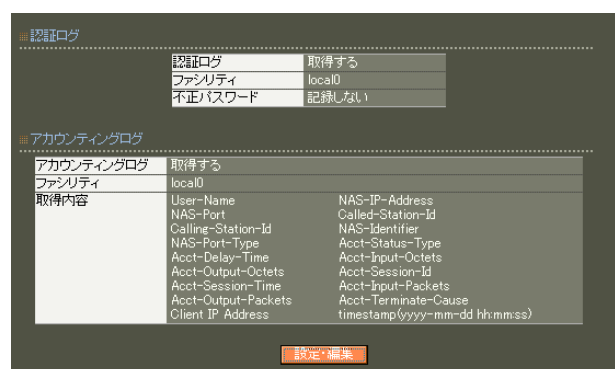 認証ログ
認証ログ 取得する
ファシリティ local0
不正パスワード 記録しない
アカウンティングログ
アカウンティングログ 取得する
ファシリティ local0
取得内容 User-Name NAS-IP-Address
NAS-Port Called-Station-Id
Calling-Station-Id NAS-Identifier
NAS-Port-Type Acct-Status-Type
Acct-Delay-Time Acct-Input-Octets
Acct-Output-Octets Acct-Session-Id
Acct-Session-Time Acct-Input-Packets
Acct-Output-Packets Acct-Terminate-Cause
Client IP Address timestamp(yyyy-mm-dd hh:mm:ss)
設定・編集